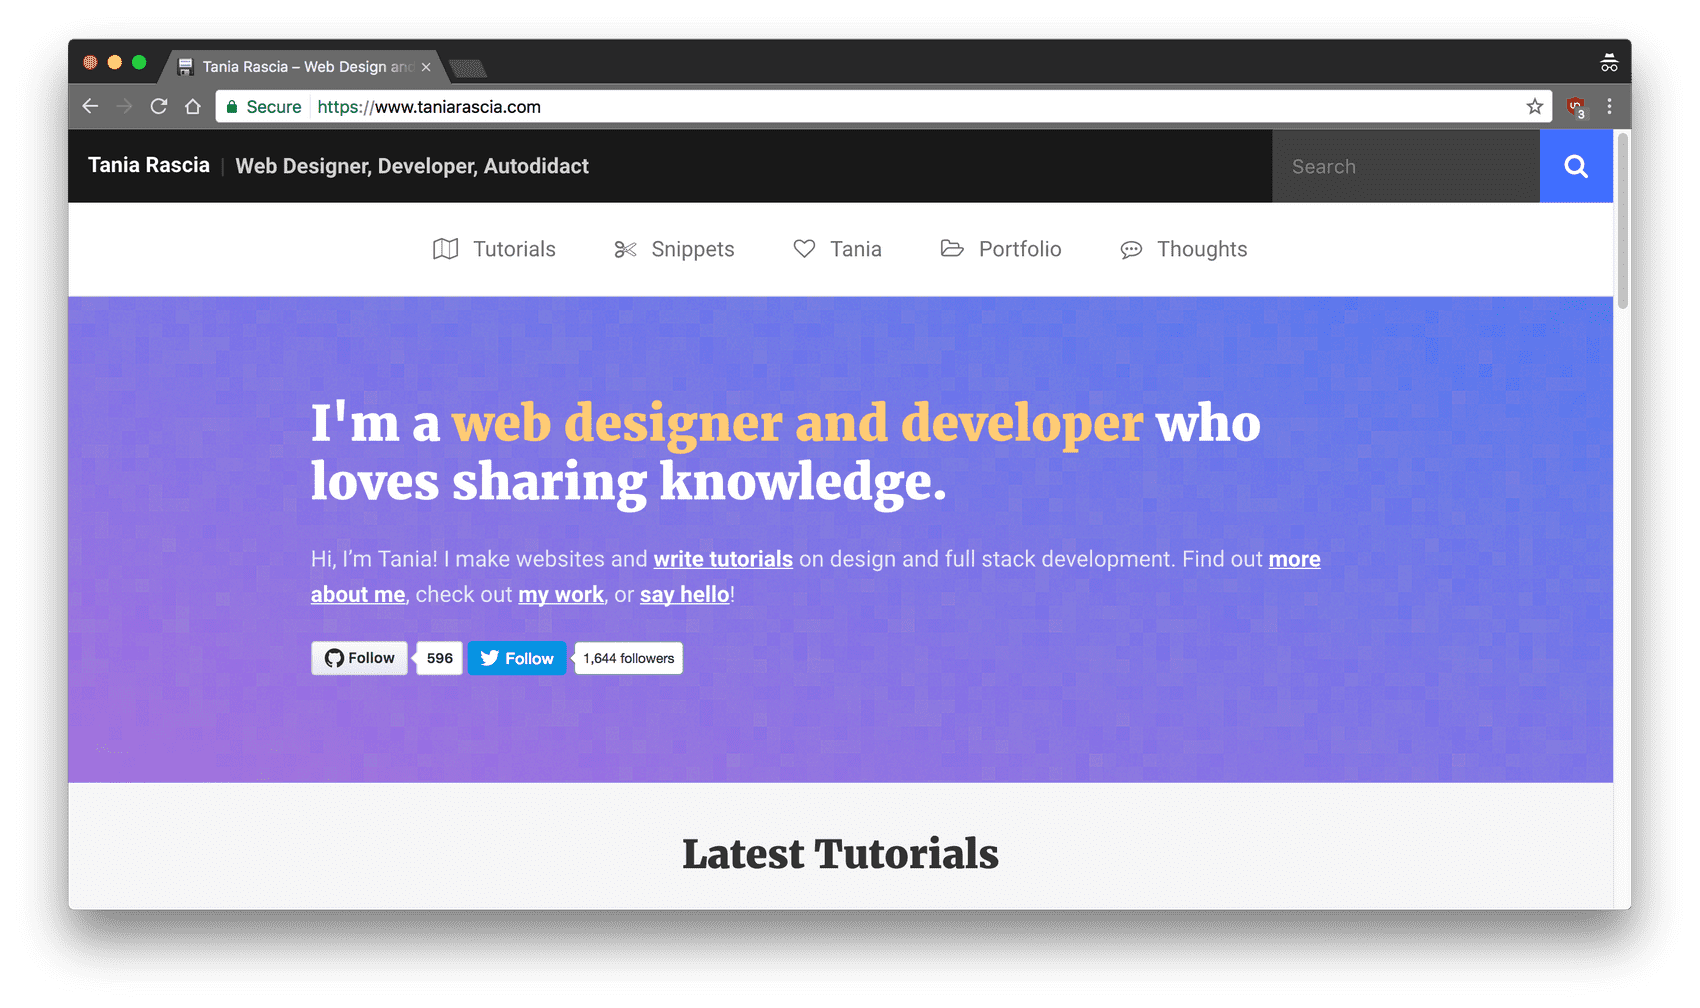 Tania Rascia – Web Design and
Secure https://www.taniarascia.com
3
Tania Rascia | Web Designer, Developer, Autodidact
Search
Tutorials Snippets Tania Portfolio Thoughts
I'm a web designer and developer who
loves sharing knowledge.
Hi, I’m Tania! I make websites and write tutorials on design and full stack development. Find out more
about me, check out my work, or say hello!
Follow 596 Follow 1,644 followers
Latest Tutorials